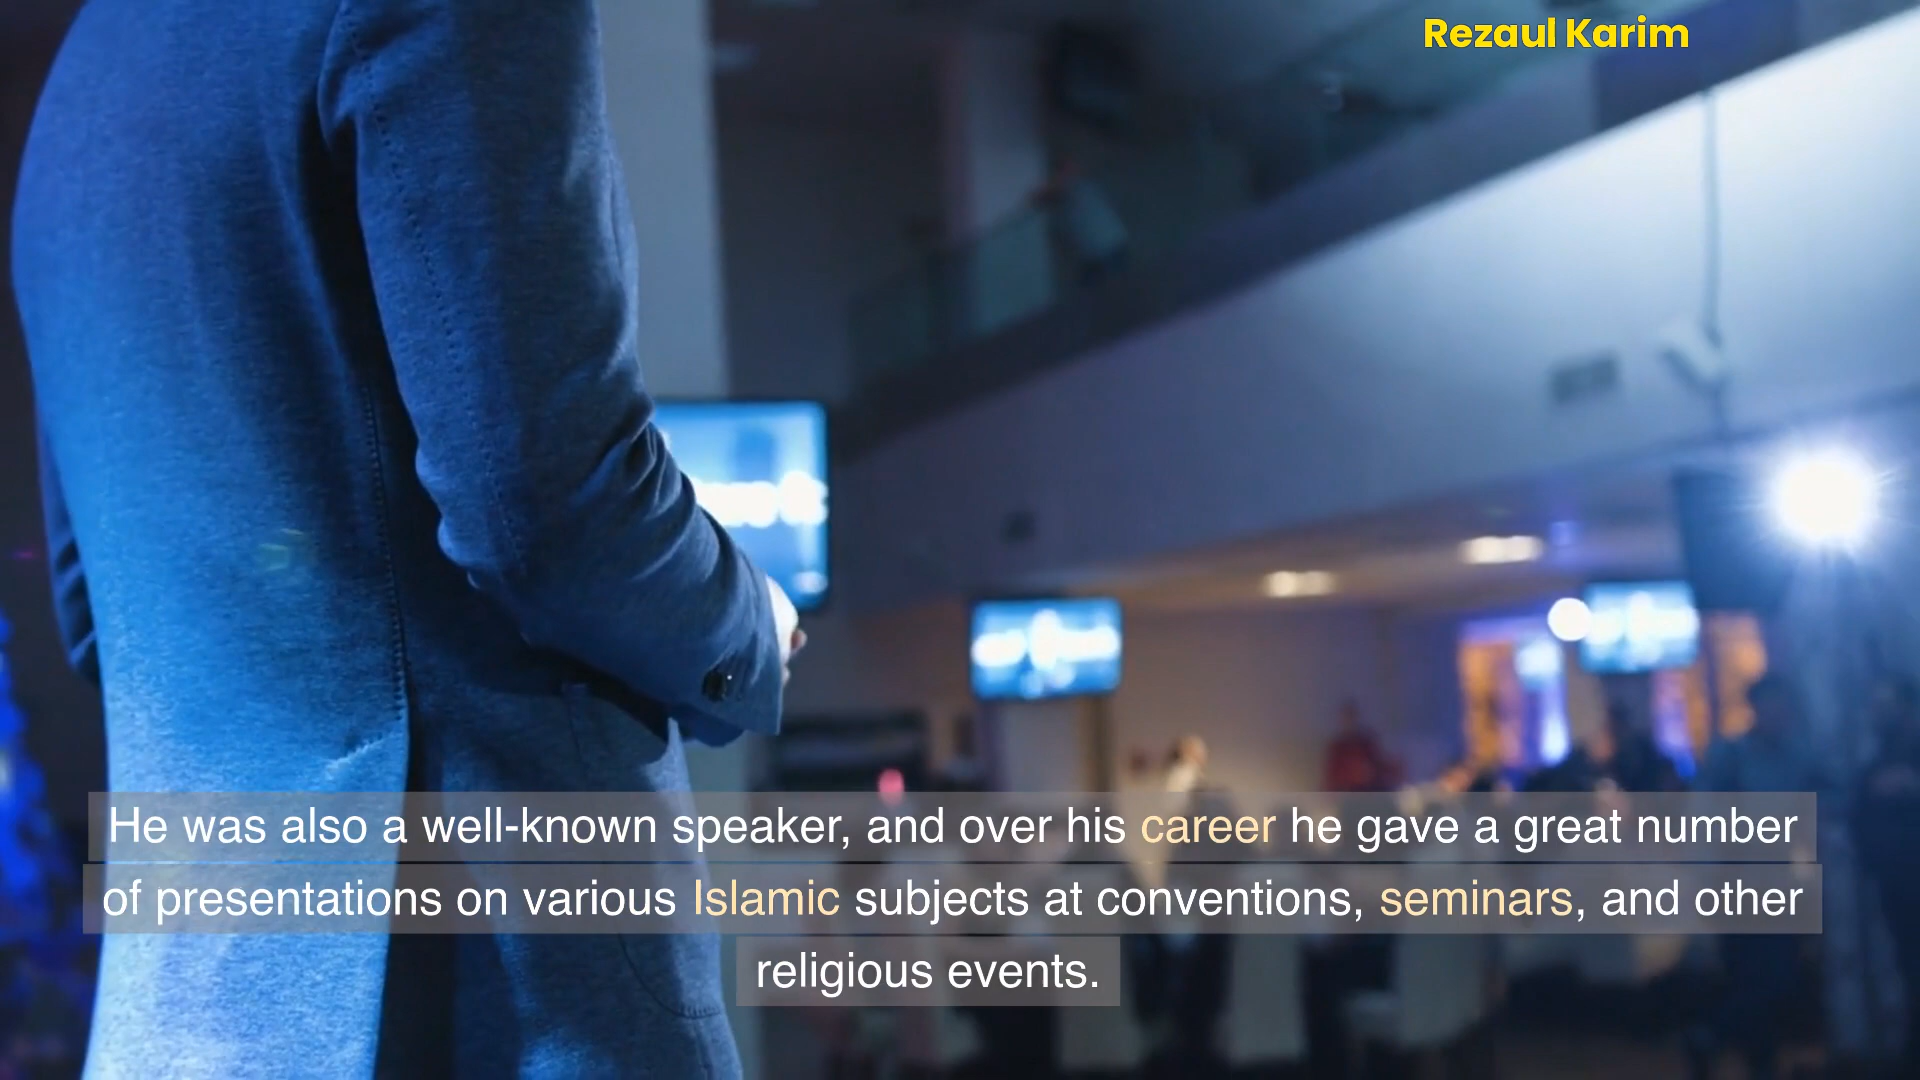 Rezaul Karim
He was also a well-known speaker, and over his career he gave a great number
of presentations on various Islamic subjects at conventions, seminars, and other
religious events.